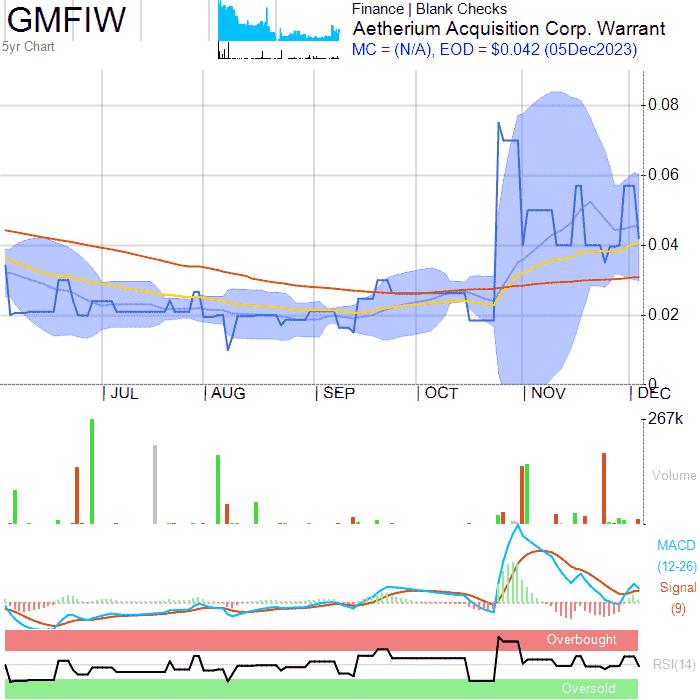 GMFIW
5yr Chart
Finance | Blank Checks
Aetherium Acquisition Corp. Warrant
MC = (N/A), EOD = $0.042 (05Dec2023)
0.08
0.06
0.04
0.02
0
JUL AUG SEP OCT NOV DEC
267k
Volume
MACD
(12-26)
Signal
(9)
Overbought
RSI(14)
Oversold